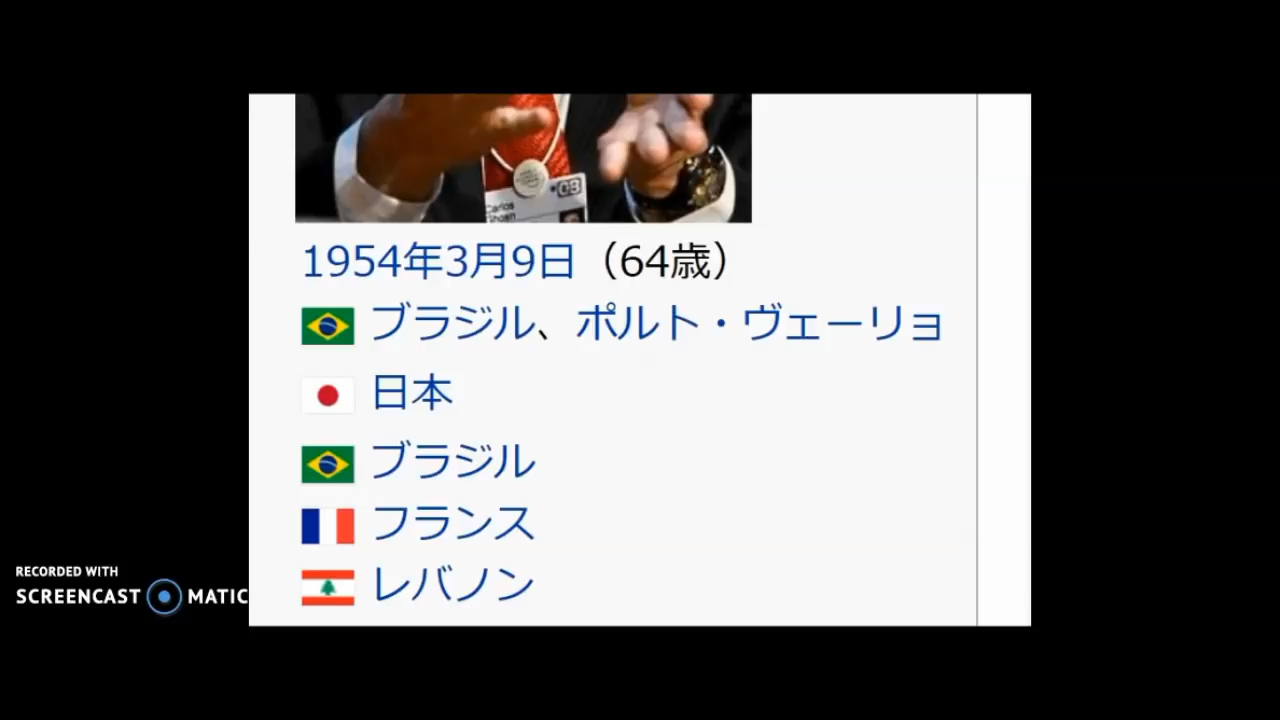 CB
Carlos
Ghosn
1954年3月9日（64歳）
ブラジル、ポルト・ヴェーリョ
日本
ブラジル
フランス
レバノン
RECORDED WITH
SCREENCAST MATIC